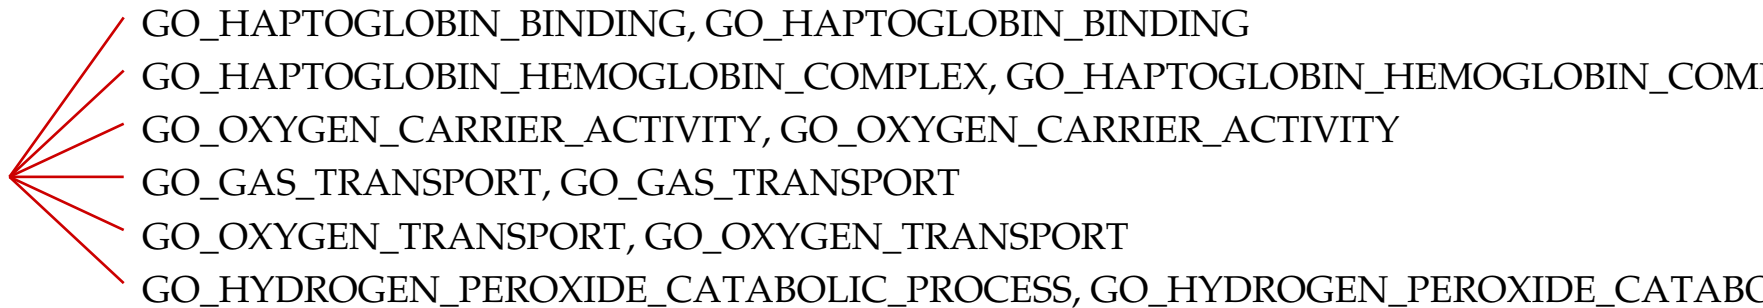 GO_HAPTOGLOBIN_BINDING, GO_HAPTOGLOBIN_BINDING
GO_HAPTOGLOBIN_HEMOGLOBIN_COMPLEX, GO_HAPTOGLOBIN_HEMOGLOBIN_COM
GO_OXYGEN_CARRIER_ACTIVITY, GO_OXYGEN_CARRIER_ACTIVITY
GO_GAS_TRANSPORT, GO_GAS_TRANSPORT
GO_OXYGEN_TRANSPORT, GO_OXYGEN_TRANSPORT
GO_HYDROGEN_PEROXIDE_CATABOLIC_PROCESS, GO_HYDROGEN_PEROXIDE_CATABO